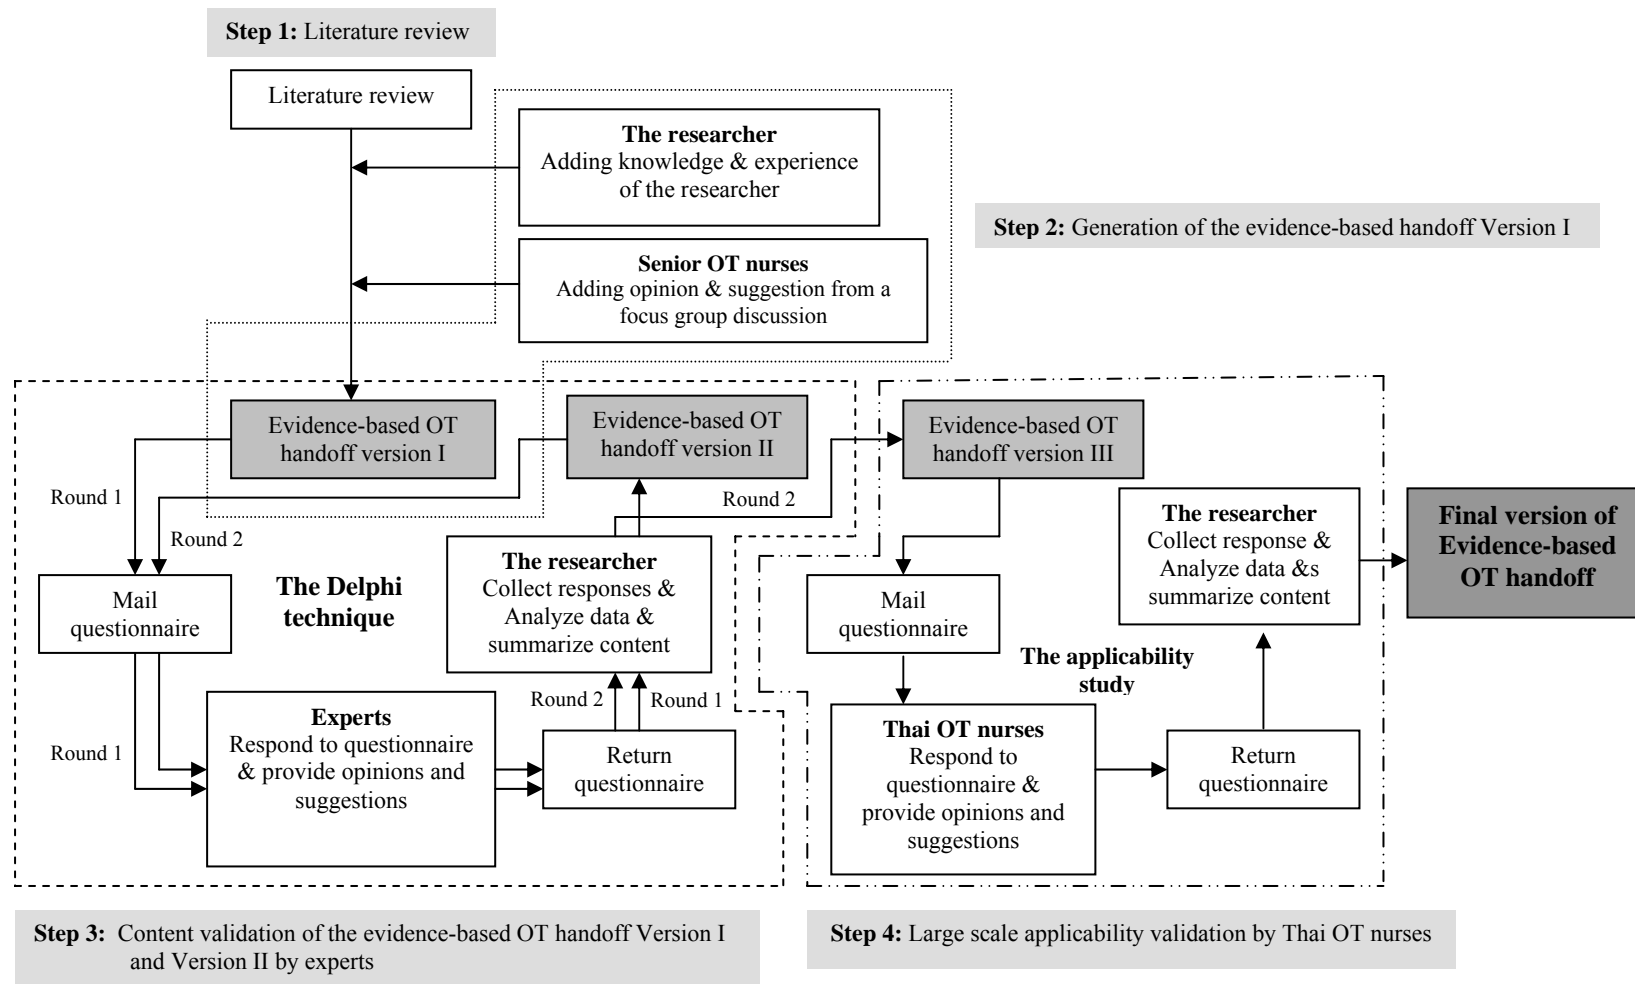 Step 1: Literature review
Literature review
The researcher
Adding knowledge & experience
of the researcher
Step 2: Generation of the evidence-based handoff Version I
Senior OT nurses
Adding opinion & suggestion from a
focus group discussion
Evidence-based OT
handoff version I
Evidence-based OT
handoff version II
Evidence-based OT
handoff version III
Round 1
Round 2
Round 2
Mail
questionnaire
The Delphi
technique
The researcher
Collect responses &
Analyze data &
summarize content
Round 1
Experts
Respond to questionnaire
& provide opinions and
suggestions
Round 2
Round 1
Return
questionnaire
Mail
questionnaire
The applicability
study
Thai OT nurses
Respond to
questionnaire &
provide opinions and
suggestions
Return
questionnaire
The researcher
Collect response &
Analyze data &s
summarize content
Final version of
Evidence-based
OT handoff
Step 3: Content validation of the evidence-based OT handoff Version I
and Version II by experts
Step 4: Large scale applicability validation by Thai OT nurses